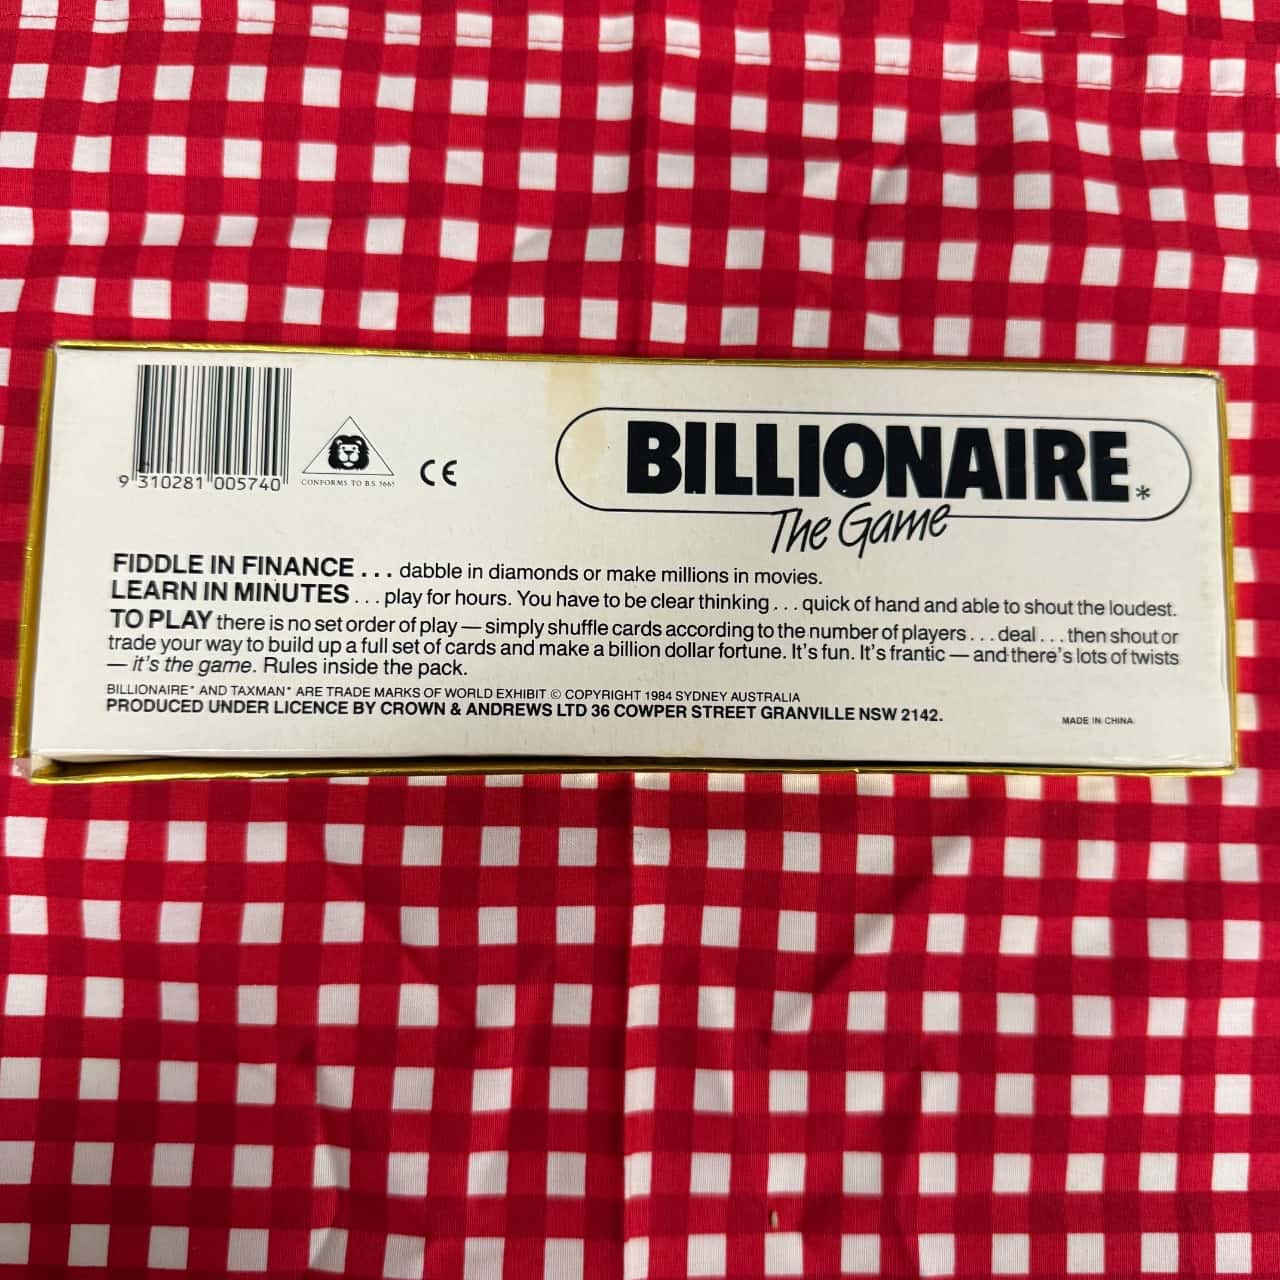 9 310281 005740
CONFORMS TO B.S. 5665
CE
BILLIONAIRE*
The Game
FIDDLE IN FINANCE . . . dabble in diamonds or make millions in movies.
LEARN IN MINUTES . . . play for hours. You have to be clear thinking . . . quick of hand and able to shout the loudest.
TO PLAY there is no set order of play — simply shuffle cards according to the number of players . . . deal . . . then shout or
trade your way to build up a full set of cards and make a billion dollar fortune. It's fun. It's frantic — and there's lots of twists
— it's the game. Rules inside the pack.
BILLIONAIRE* AND TAXMAN* ARE TRADE MARKS OF WORLD EXHIBIT © COPYRIGHT 1984 SYDNEY AUSTRALIA
PRODUCED UNDER LICENCE BY CROWN & ANDREWS LTD 36 COWPER STREET GRANVILLE NSW 2142.
MADE IN CHINA